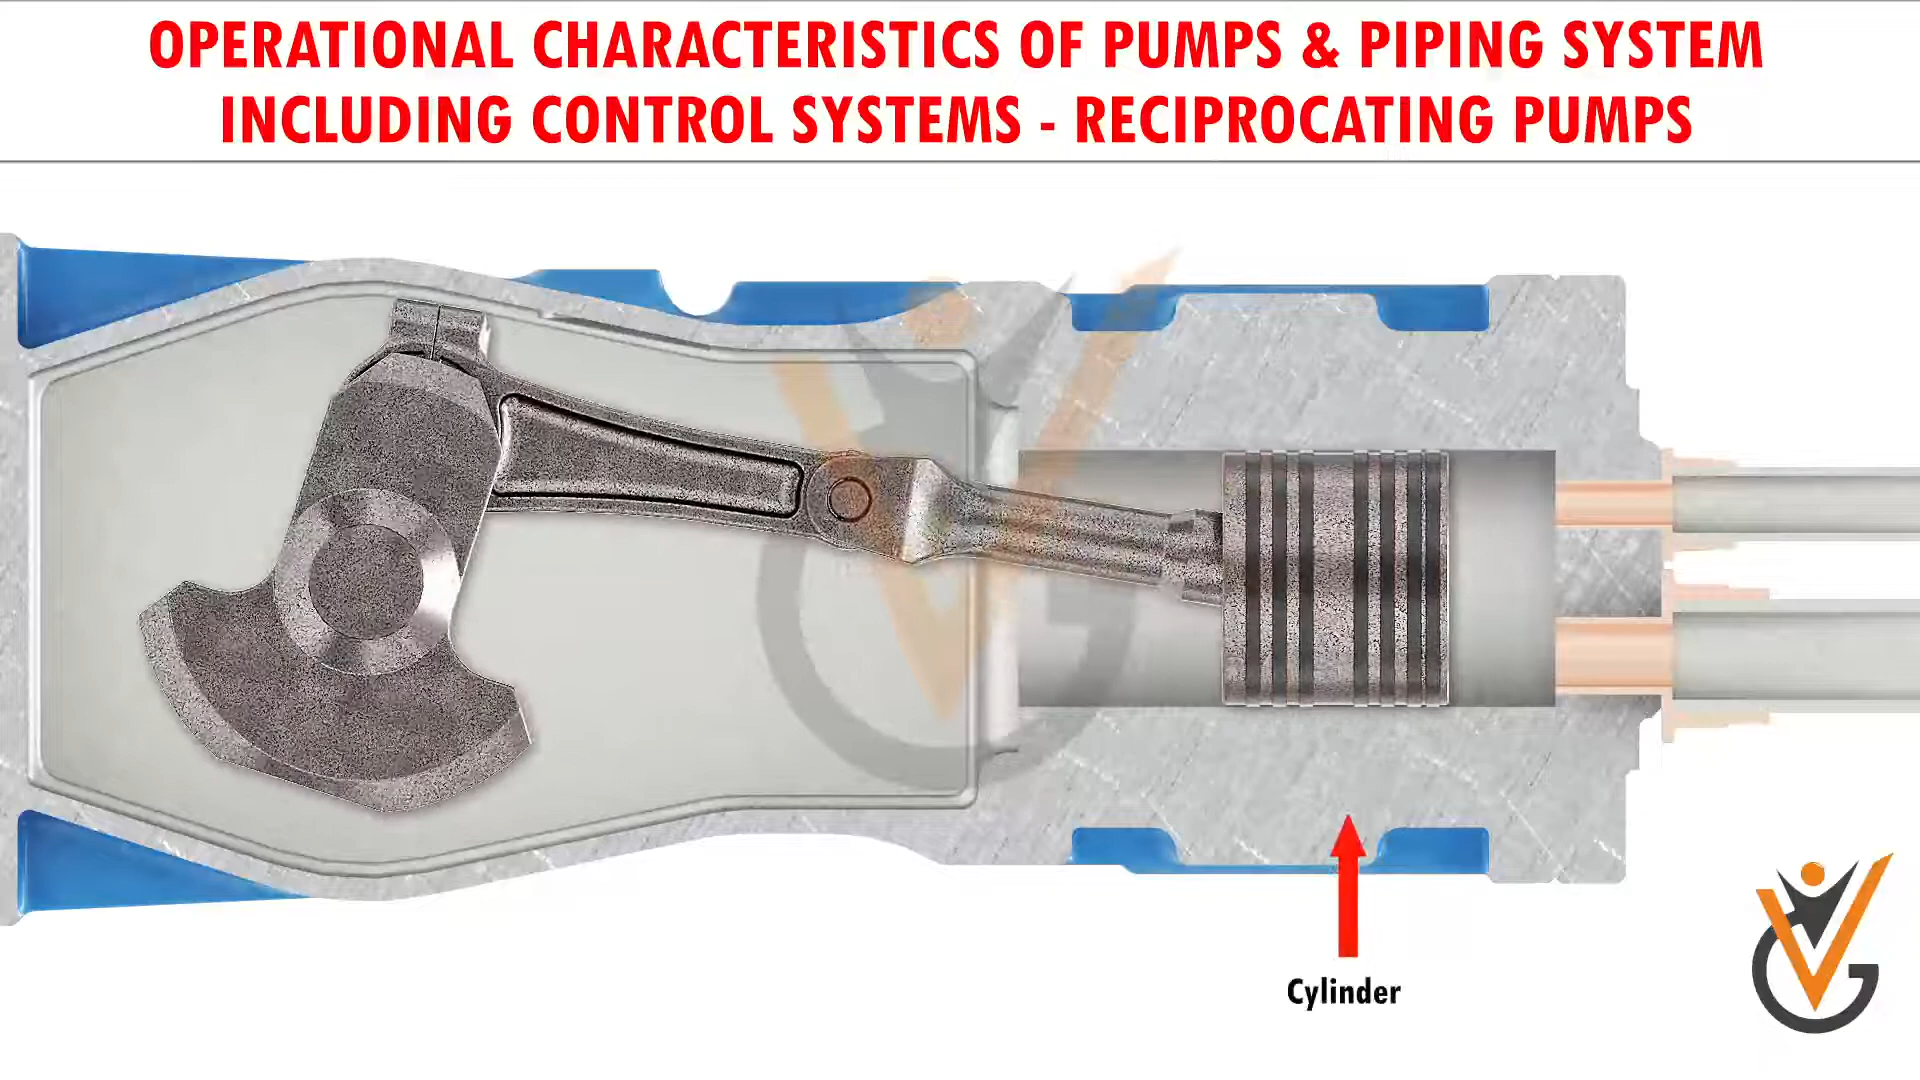 OPERATIONAL CHARACTERISTICS OF PUMPS & PIPING SYSTEM
INCLUDING CONTROL SYSTEMS - RECIPROCATING PUMPS
Cylinder